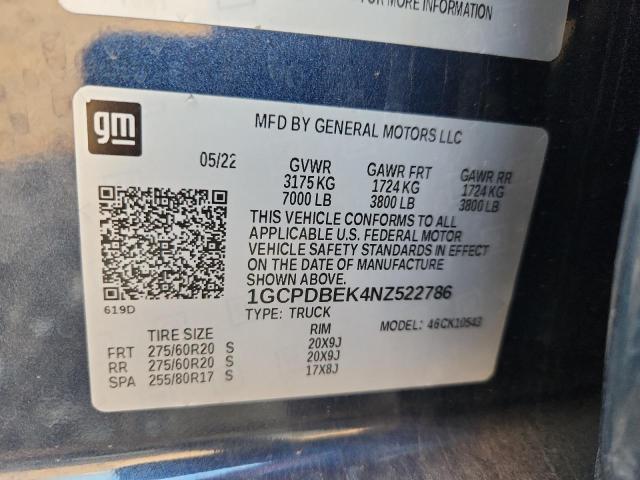 FOR MORE INFORMATION
gm
MFD BY GENERAL MOTORS LLC
05/22 GVWR GAWR FRT GAWR RR
3175 KG 1724 KG 1724 KG
7000 LB 3800 LB 3800 LB
THIS VEHICLE CONFORMS TO ALL
APPLICABLE U.S. FEDERAL MOTOR
VEHICLE SAFETY STANDARDS IN EFFECT
ON THE DATE OF MANUFACTURE
SHOWN ABOVE.
1GCPDBEK4NZ522786
619D
TYPE: TRUCK MODEL: 46CK10543
TIRE SIZE RIM
FRT 275/60R20 S 20X9J
RR 275/60R20 S 20X9J
SPA 255/80R17 S 17X8J